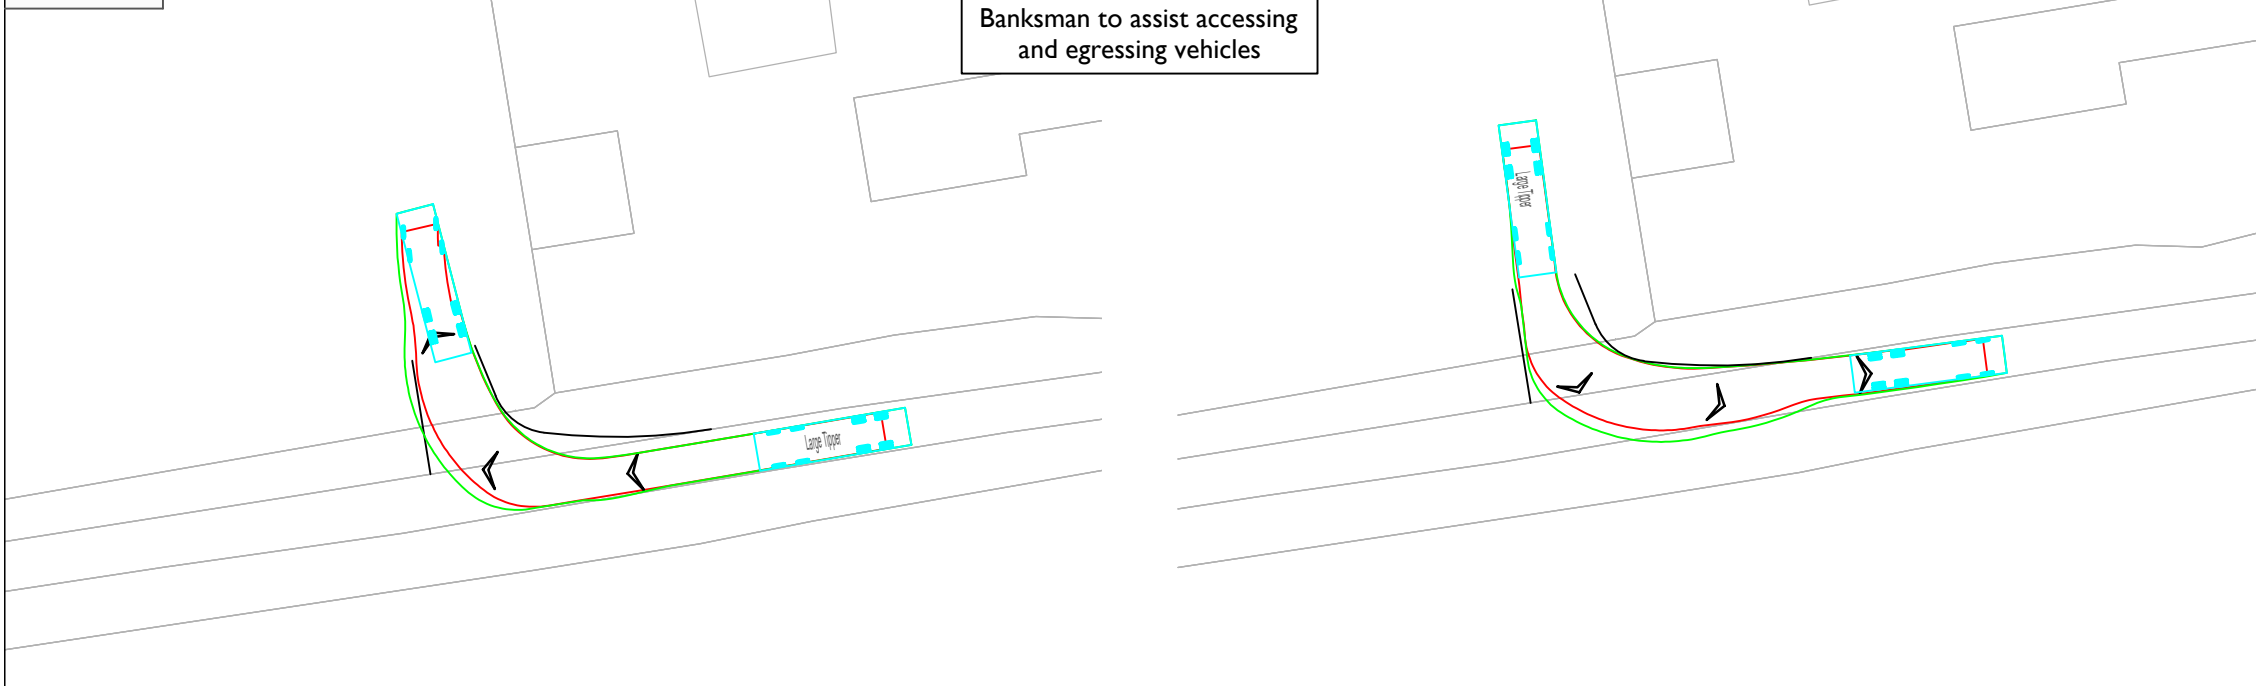 Banksman to assist accessing
and egressing vehicles
Large Tipper
Large Tipper